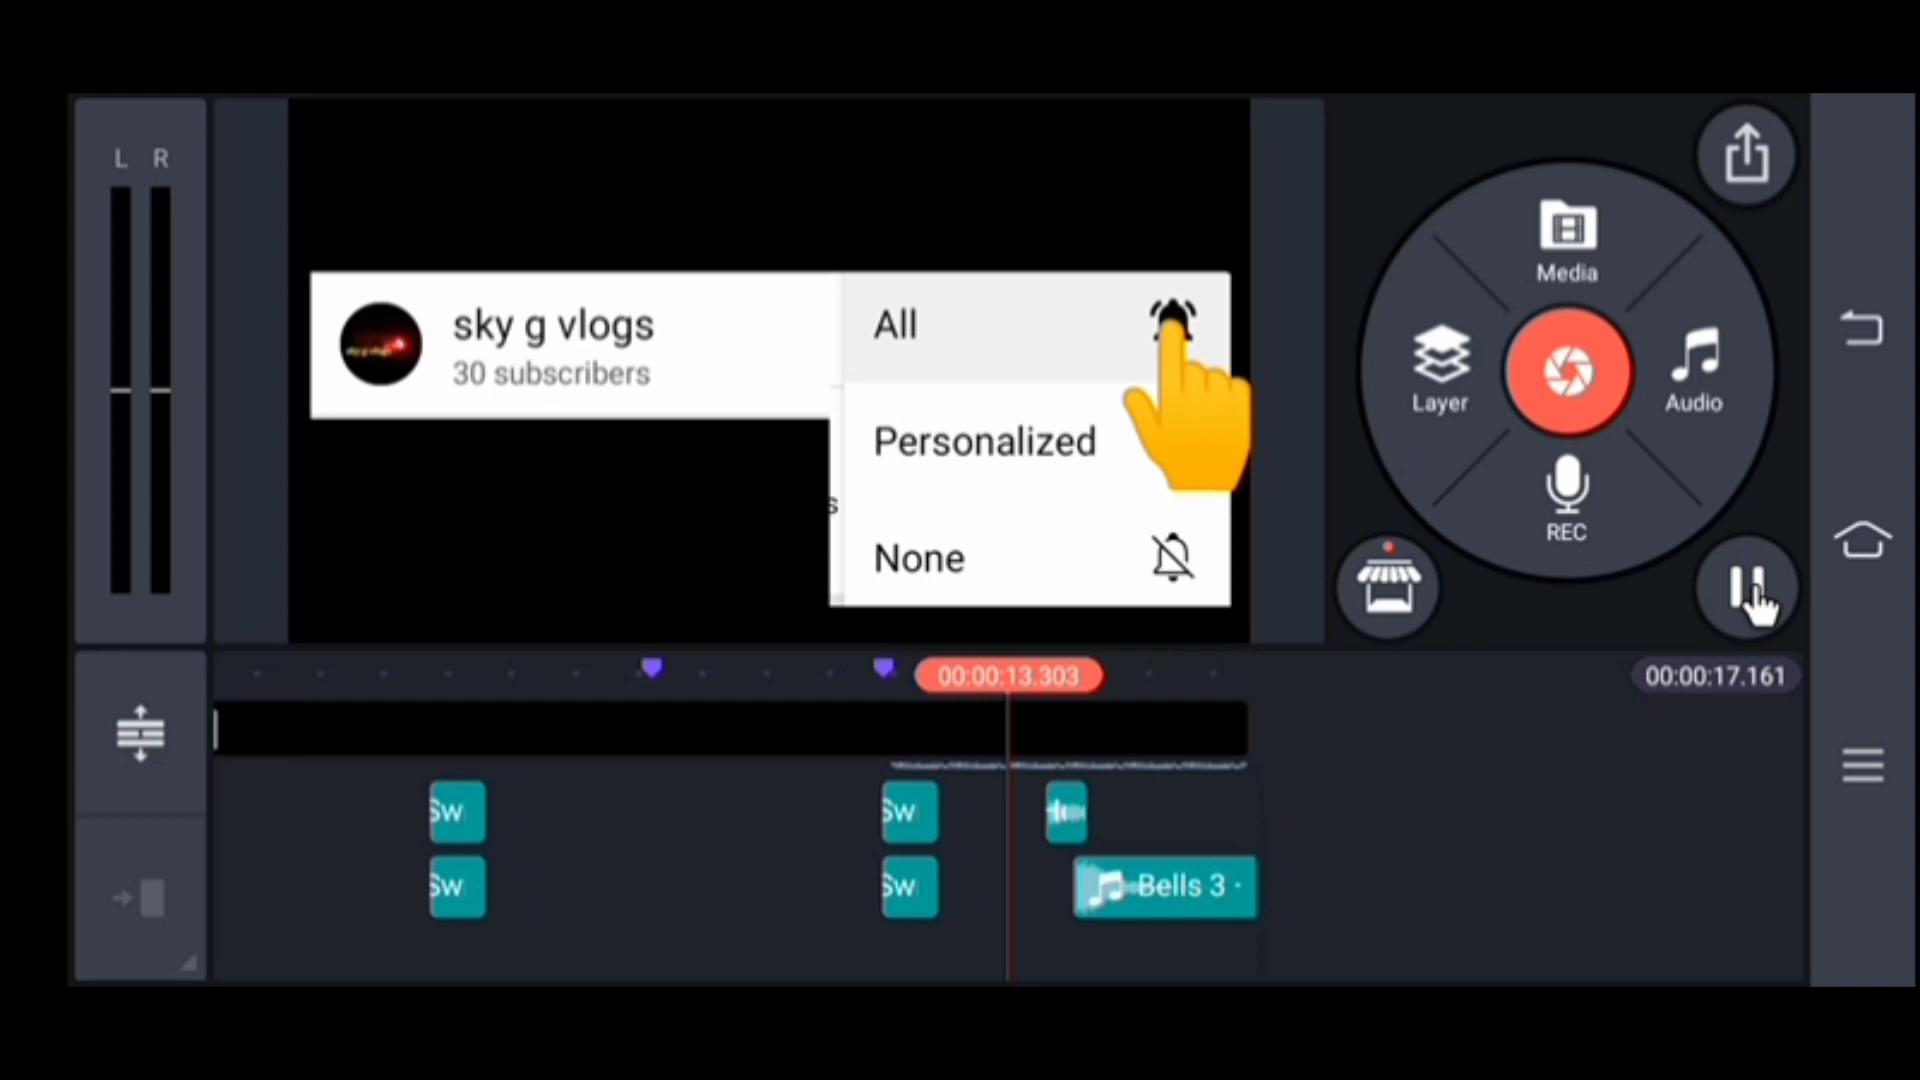 L R
sky g vlogs
30 subscribers
All
Personalized
None
Media
Layer
Audio
REC
00:00:13.303
00:00:17.161
Sw
Sw
Sw
Sw
Bells 3 -